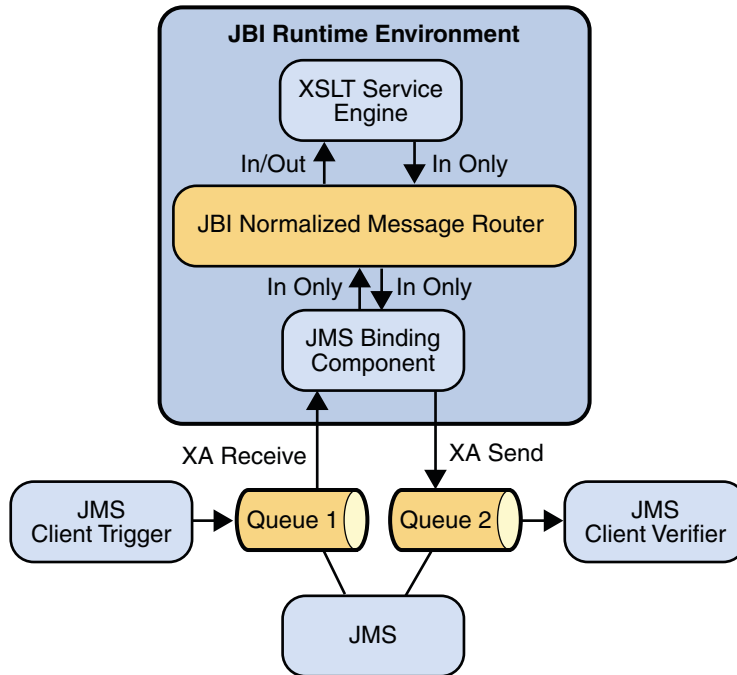 JBI Runtime Environment
XSLT Service
Engine
In/Out
In Only
JBI Normalized Message Router
In Only
In Only
JMS Binding
Component
XA Receive
XA Send
JMS
Client Trigger
Queue 1
Queue 2
JMS
Client Verifier
JMS